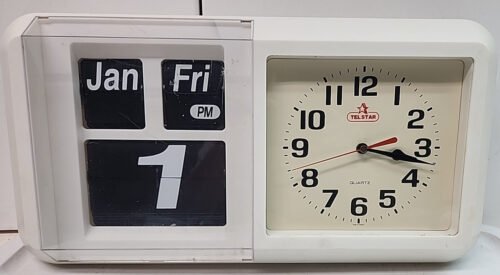 Jan Fri
PM
1
12
11 1
10 2
9 3
8 4
7 5
6
TELSTAR
QUARTZ